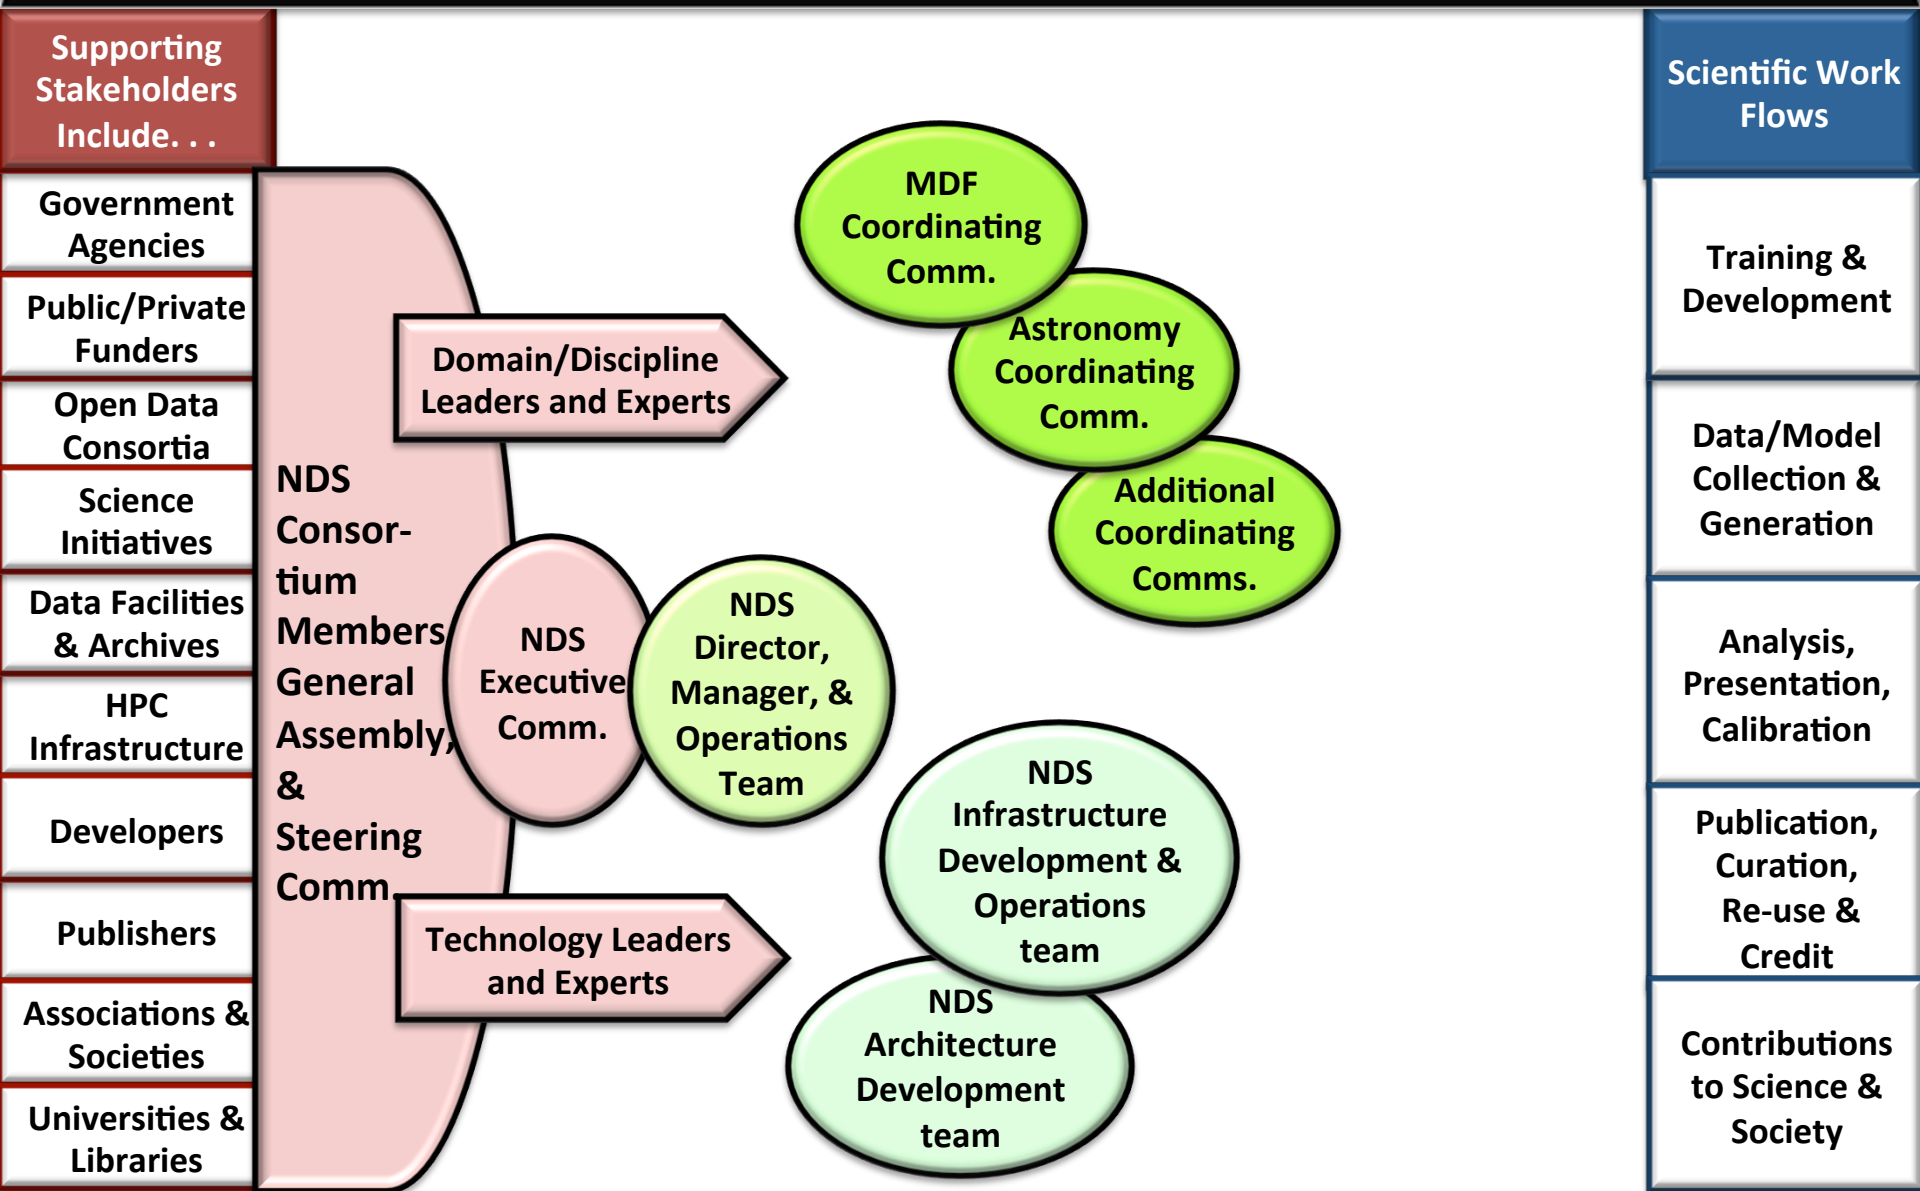 Supporting
Stakeholders
Include. . .
Government
Agencies
Public/Private
Funders
Open Data
Consortia
Science
Initiatives
Data Facilities
& Archives
HPC
Infrastructure
Developers
Publishers
Associations &
Societies
Universities &
Libraries
NDS
Consor-
tium
Members
General
Assembly,
&
Steering
Comm.
Domain/Discipline
Leaders and Experts
NDS
Executive
Comm.
Technology Leaders
and Experts
NDS
Director,
Manager, &
Operations
Team
MDF
Coordinating
Comm.
Astronomy
Coordinating
Comm.
Additional
Coordinating
Comms.
NDS
Infrastructure
Development &
Operations
team
NDS
Architecture
Development
team
Scientific Work
Flows
Training &
Development
Data/Model
Collection &
Generation
Analysis,
Presentation,
Calibration
Publication,
Curation,
Re-use &
Credit
Contributions
to Science &
Society